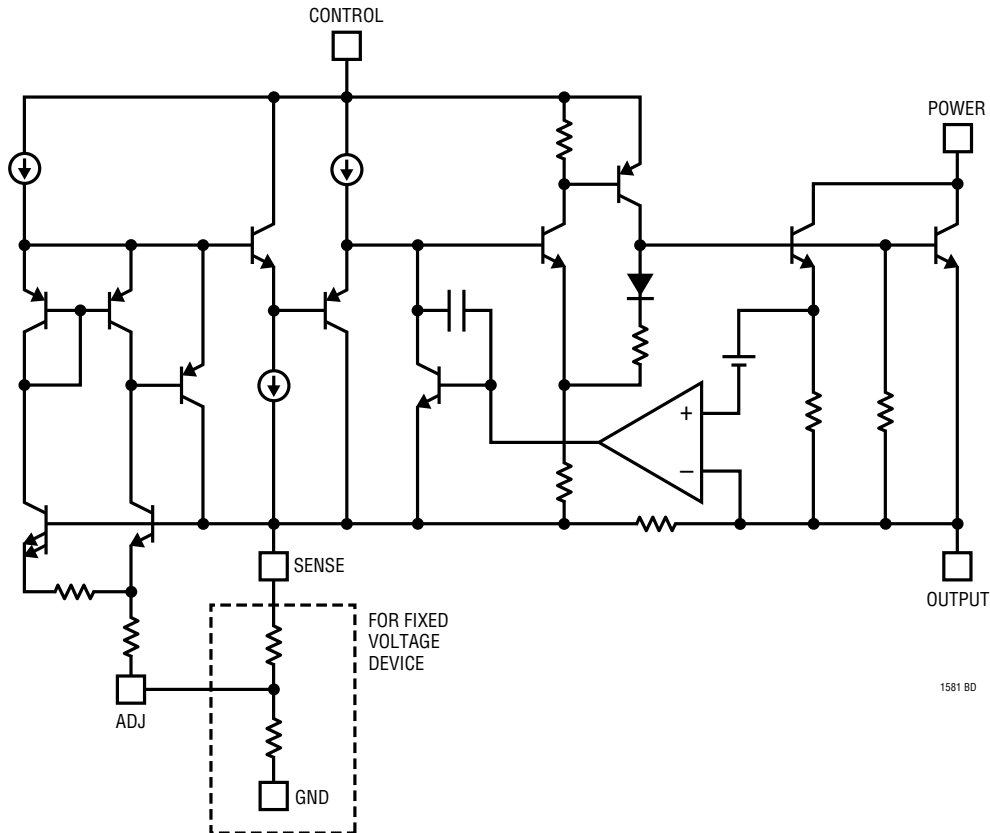 CONTROL
POWER
+
–
SENSE
OUTPUT
FOR FIXED
VOLTAGE
DEVICE
ADJ
GND
1581 BD